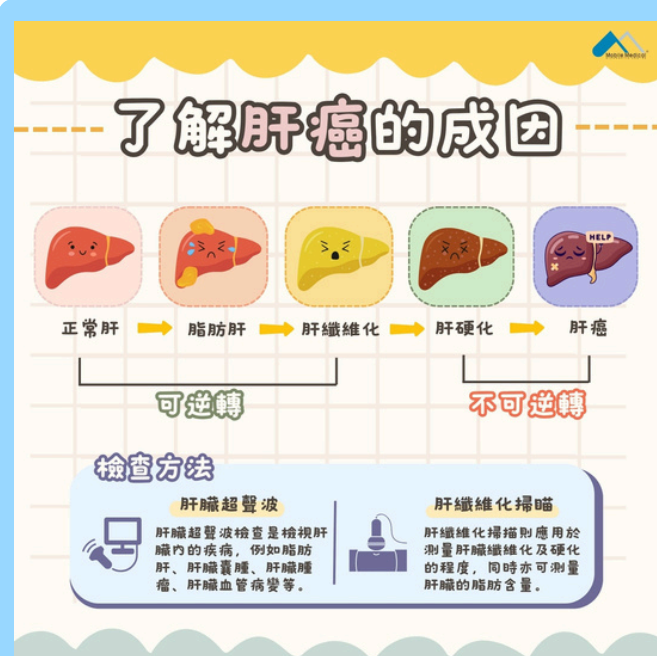 Mobile Medical
了解肝癌的成因
HELP
正常肝
脂肪肝
肝纖維化
肝硬化
肝癌
可逆轉
不可逆轉
檢查方法
肝臟超聲波
肝臟超聲波檢查是檢視肝
臟內的疾病，例如脂肪
肝、肝臟囊腫、肝臟腫
瘤、肝臟血管病變等。
肝纖維化掃瞄
肝纖維化掃描則應用於
測量肝臟纖維化及硬化
的程度，同時亦可測量
肝臟的脂肪含量。